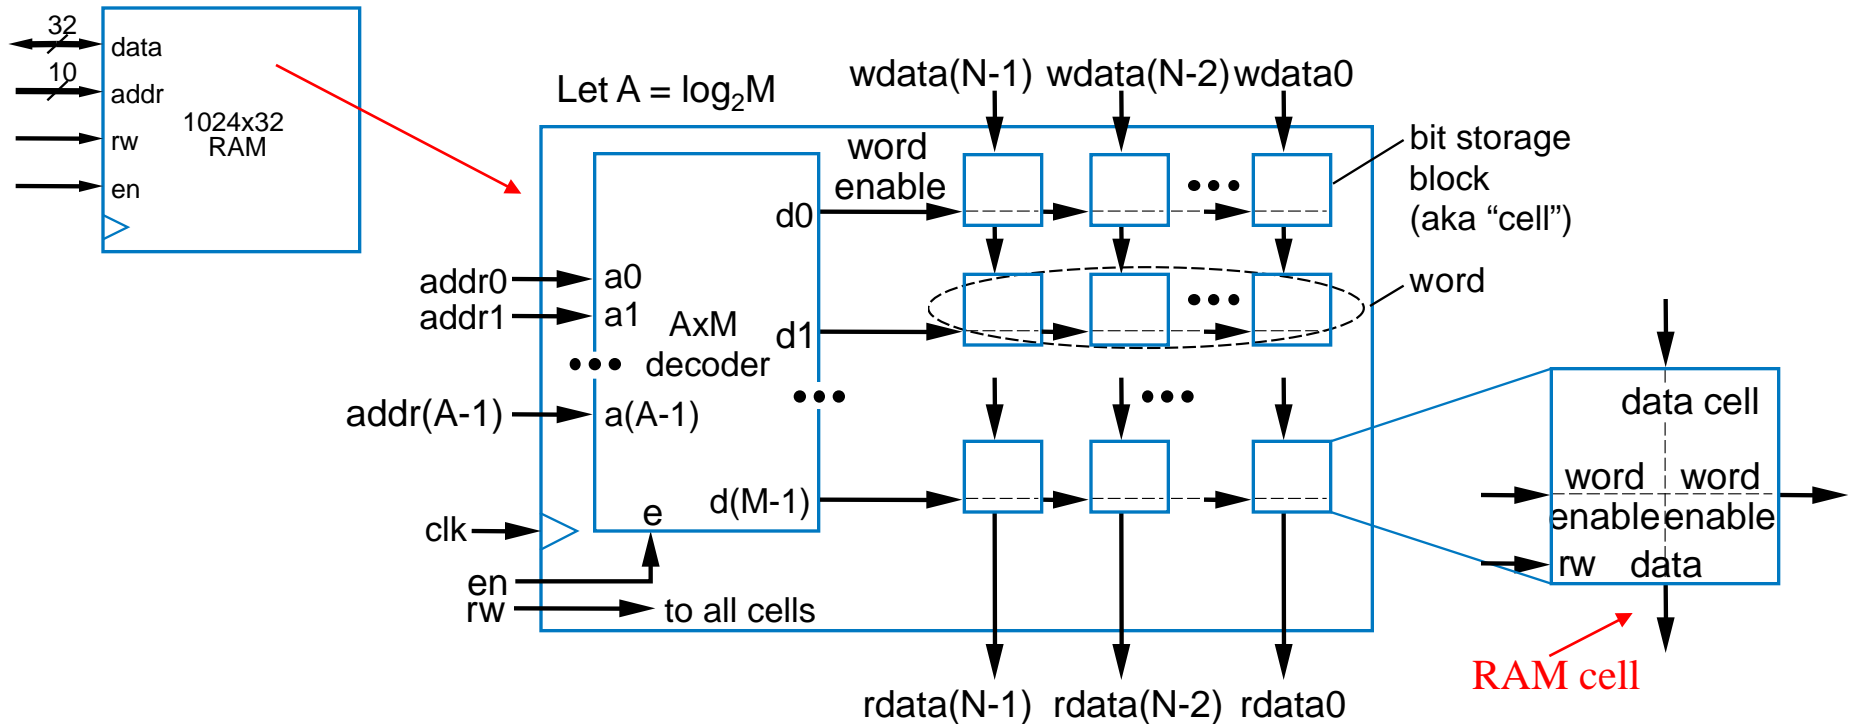 32
data
10
addr
1024x32
RAM
rw
en
Let A = log₂M
wdata(N-1) wdata(N-2) wdata0
word
enable
bit storage
block
(aka “cell”)
word
d0
addr0
a0
addr1
a1
AxM
decoder
d1
addr(A-1)
a(A-1)
d(M-1)
e
clk
en
rw
to all cells
rdata(N-1) rdata(N-2) rdata0
data cell
word word
enable enable
rw data
RAM cell